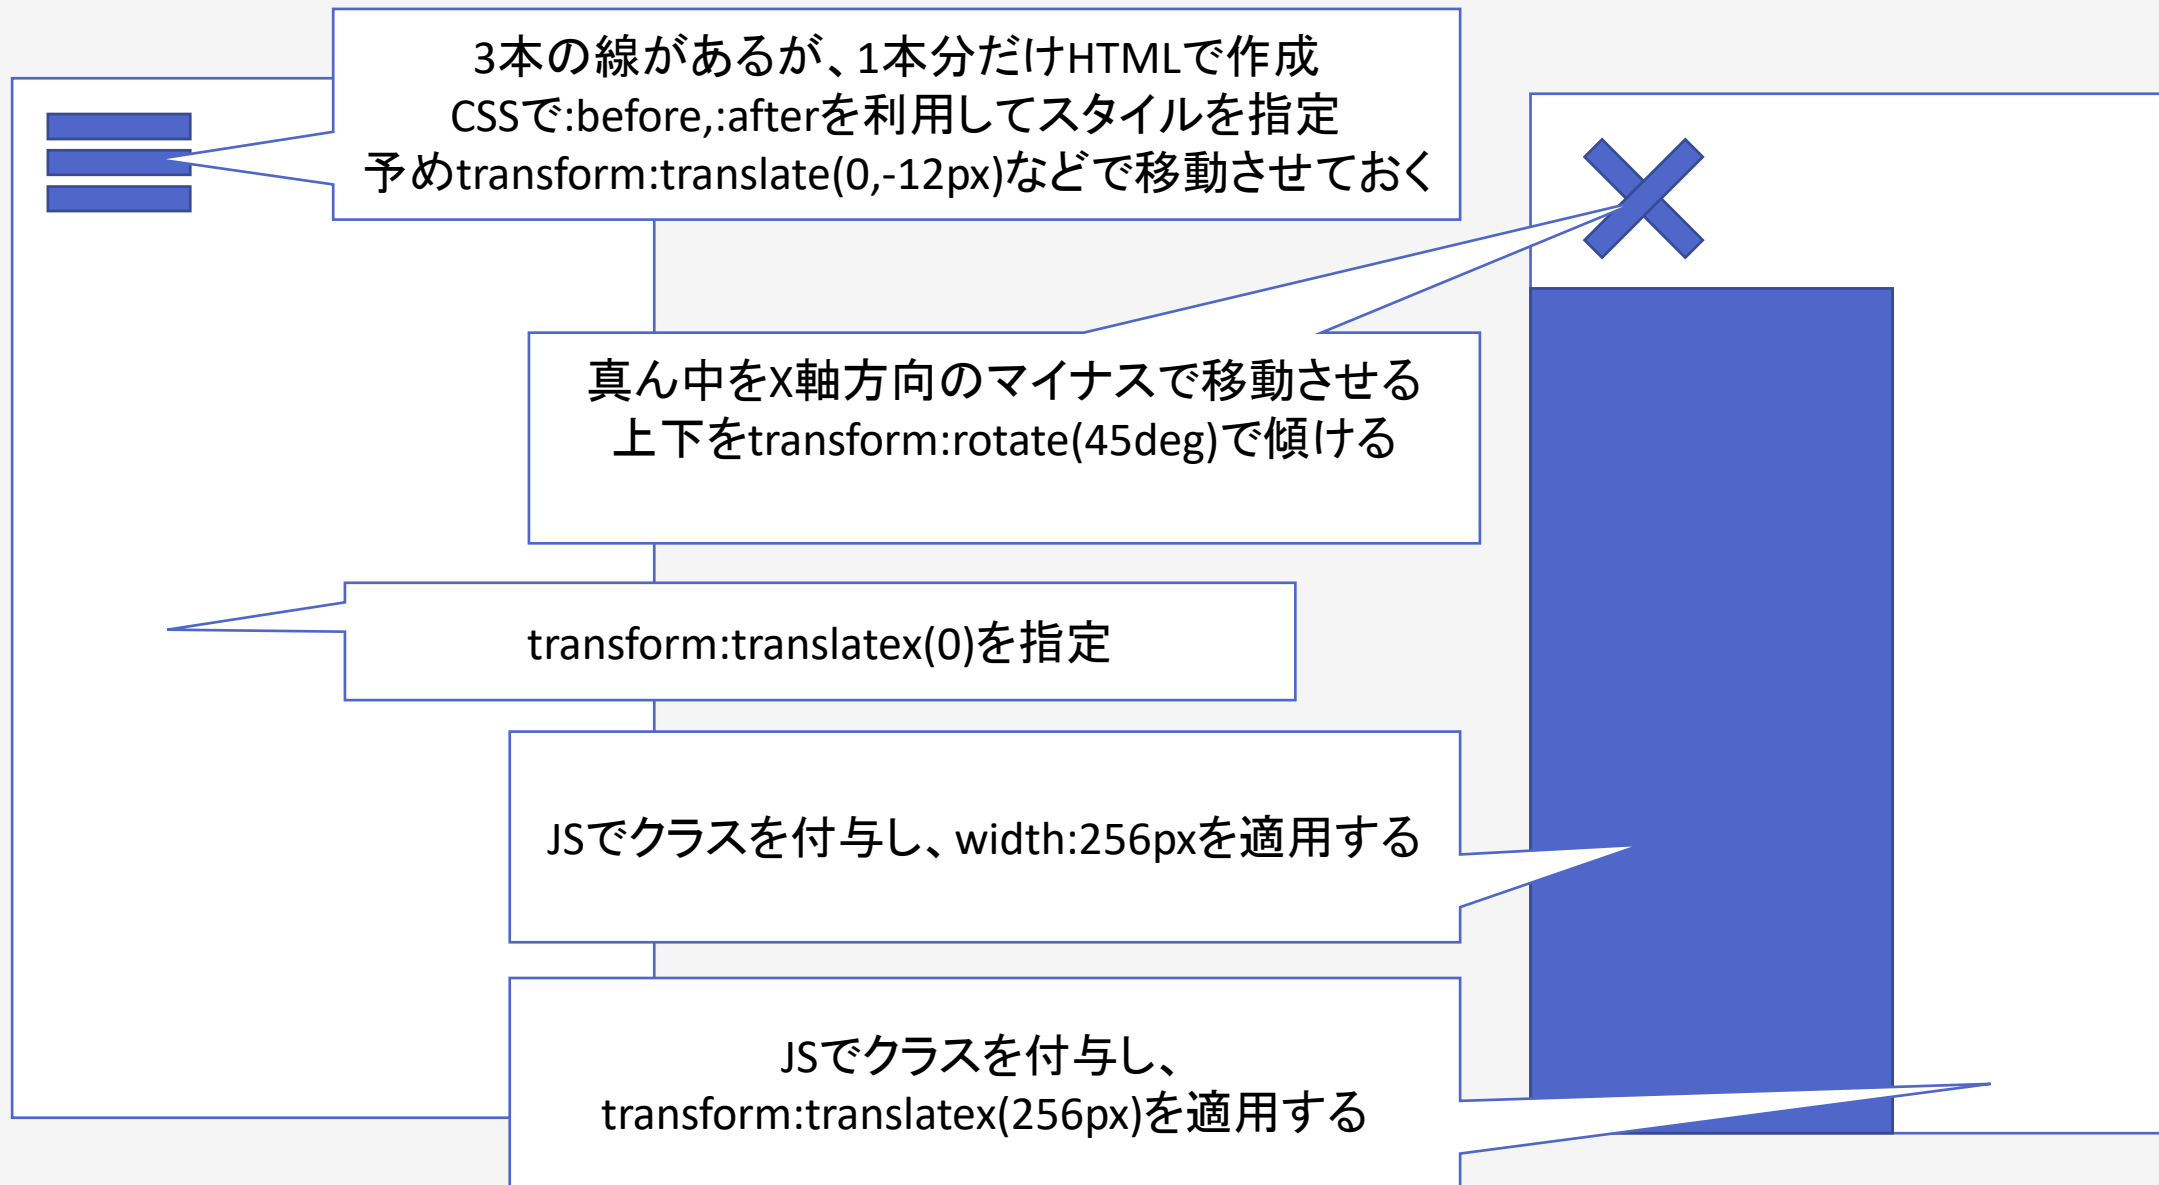 3本の線があるが、1本分だけHTMLで作成
CSSで:before,:afterを利用してスタイルを指定
予めtransform:translate(0,-12px)などで移動させておく
真ん中をX軸方向のマイナスで移動させる
上下をtransform:rotate(45deg)で傾ける
transform:translatex(0)を指定
JSでクラスを付与し、width:256pxを適用する
JSでクラスを付与し、
transform:translatex(256px)を適用する